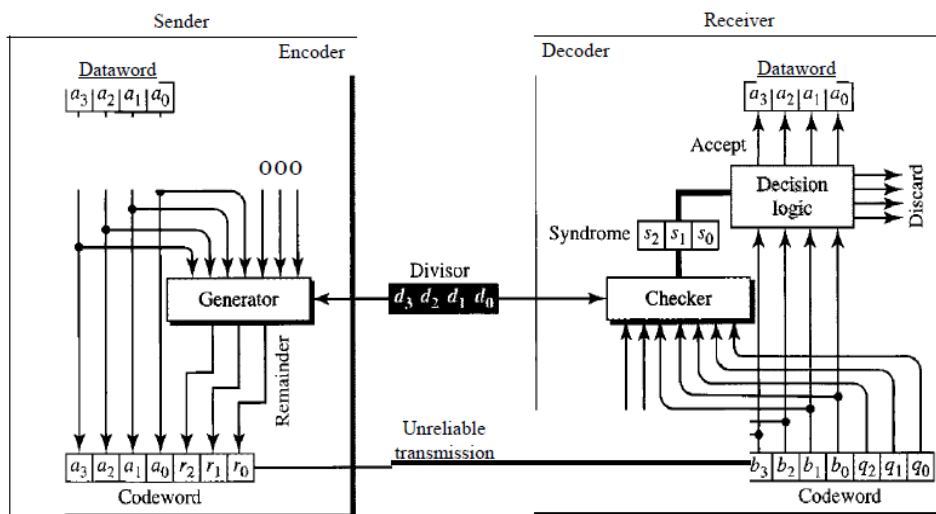 Sender
Receiver
Encoder
Decoder
Dataword
a3 a2 a1 a0
Dataword
a3 a2 a1 a0
Accept
000
Decision
logic
Discard
Syndrome s2 s1 s0
Divisor
Generator
d3 d2 d1 d0
Checker
Remainder
Unreliable
transmission
a3 a2 a1 a0 r2 r1 r0
b3 b2 b1 b0 q2 q1 q0
Codeword
Codeword